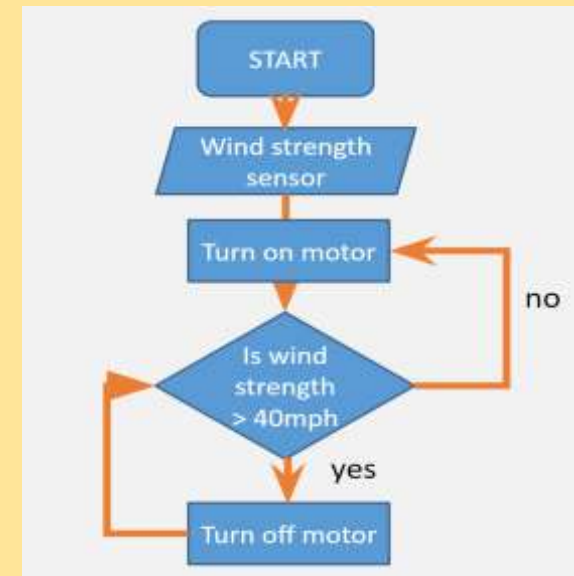 START
Wind strength
sensor
Turn on motor
no
Is wind
strength
> 40mph
yes
Turn off motor